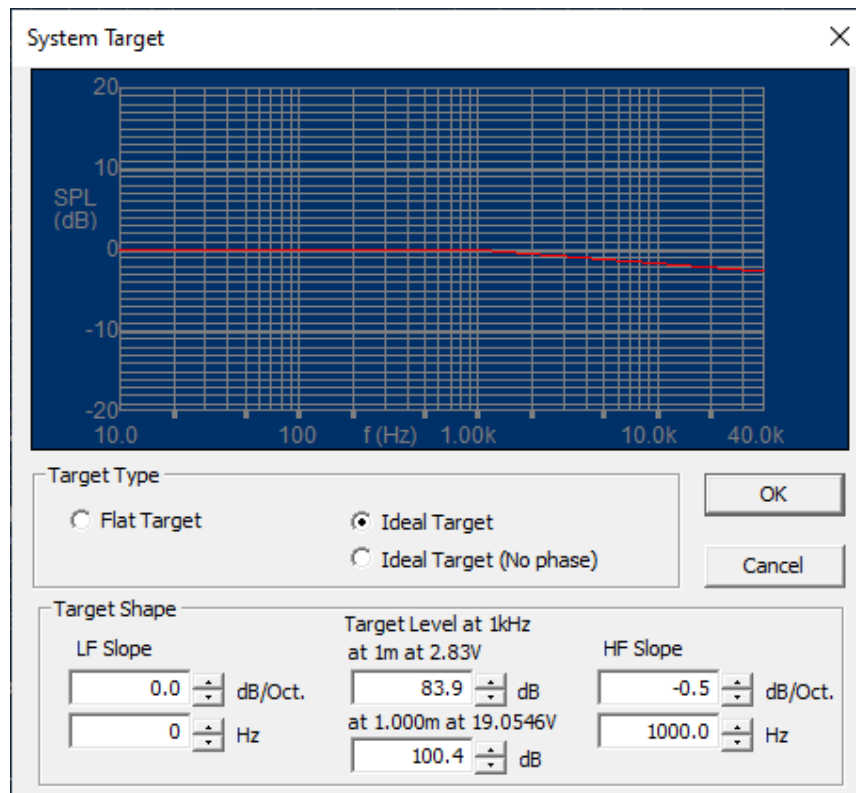 System Target
20
10
SPL
(dB)
0
-10
-20
10.0 100 f (Hz) 1.00k 10.0k 40.0k
Target Type
Flat Target
Ideal Target
Ideal Target (No phase)
OK
Cancel
Target Shape
LF Slope
0.0 dB/Oct.
0 Hz
Target Level at 1kHz
at 1m at 2.83V
83.9 dB
at 1.000m at 19.0546V
100.4 dB
HF Slope
-0.5 dB/Oct.
1000.0 Hz